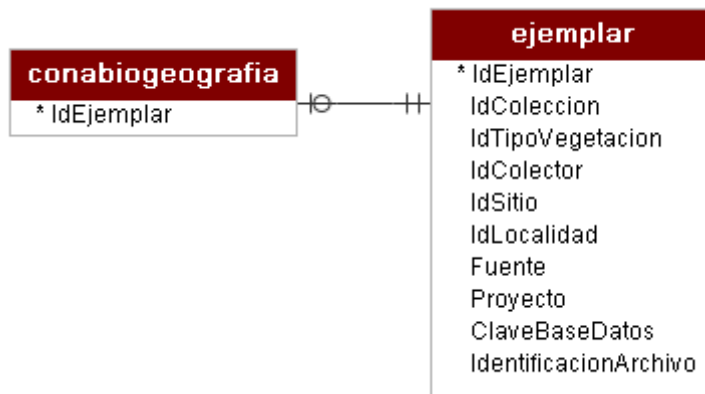 conabiogeografia
* IdEjemplar
ejemplar
* IdEjemplar
IdColeccion
IdTipoVegetacion
IdColector
IdSitio
IdLocalidad
Fuente
Proyecto
ClaveBaseDatos
IdentificacionArchivo